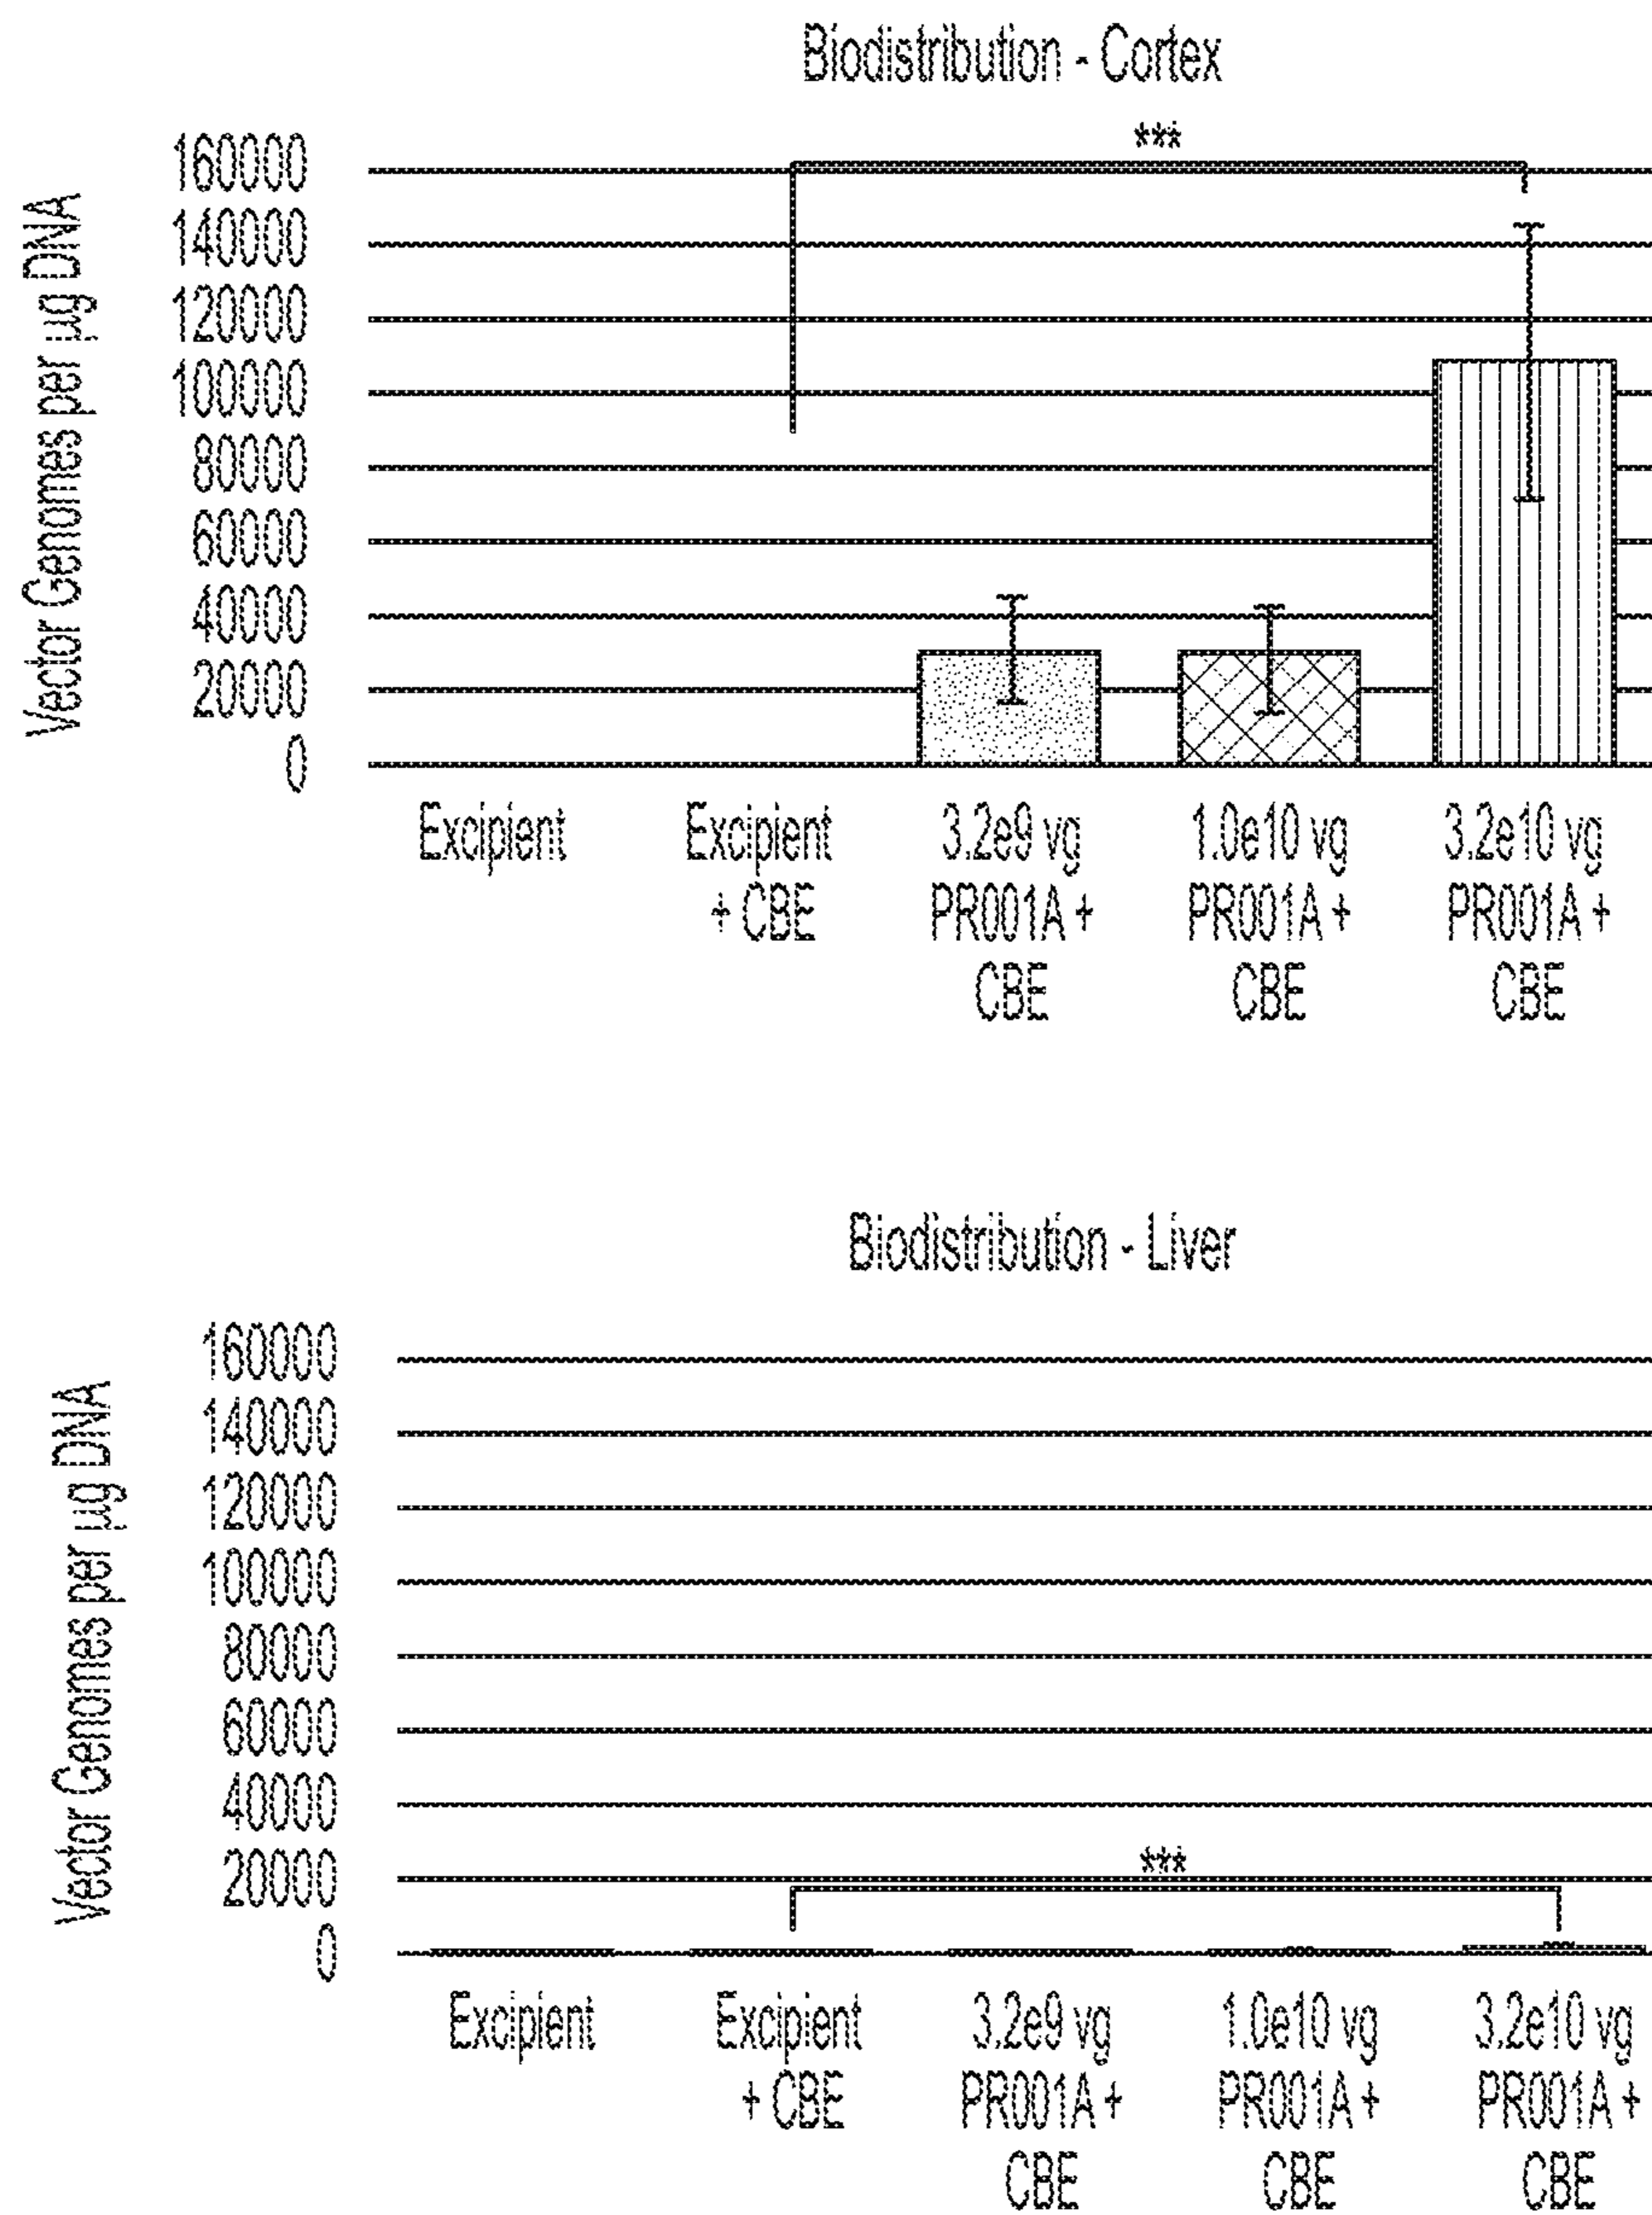 Biodistribution - Cortex
***
Vector Genomes per µg DNA
160000
140000
120000
100000
80000
60000
40000
20000
0
Excipient
Excipient
+ CBE
3.2e9 vg
PR001A +
CBE
1.0e10 vg
PR001A +
CBE
3.2e10 vg
PR001A +
CBE
Biodistribution - Liver
Vector Genomes per µg DNA
160000
140000
120000
100000
80000
60000
40000
20000
0
***
Excipient
Excipient
+ CBE
3.2e9 vg
PR001A +
CBE
1.0e10 vg
PR001A +
CBE
3.2e10 vg
PR001A +
CBE